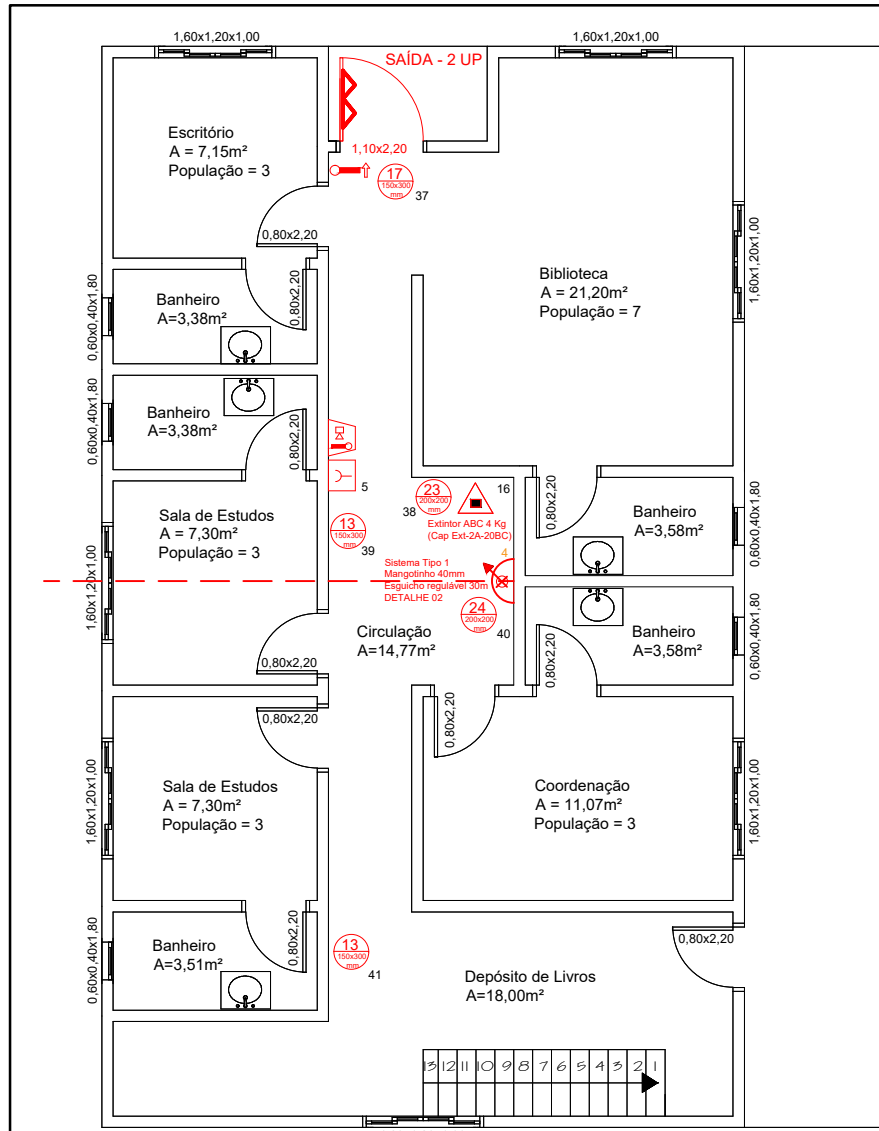 1,60x1,20x1,00
1,60x1,20x1,00
SAÍDA - 2 UP
1,10x2,20
Escritório
A = 7,15m²
População = 3
17
150x300
mm
37
0,80x2,20
1,60x1,20x1,00
Biblioteca
A = 21,20m²
População = 7
Banheiro
A=3,38m²
0,80x2,20
0,60x0,40x1,80
Banheiro
A=3,38m²
0,80x2,20
0,60x0,40x1,80
5
Sala de Estudos
A = 7,30m²
População = 3
1,60x1,20x1,00
0,80x2,20
13
150x300
mm
39
38
23
200x200
mm
16
Extintor ABC 4 Kg
(Cap Ext-2A-20BC)
4
Sistema Tipo 1
Mangotinho 40mm
Esguicho regulável 30m
DETALHE 02
24
200x200
mm
40
Circulação
A=14,77m²
0,80x2,20
Banheiro
A=3,58m²
0,60x0,40x1,80
0,80x2,20
Banheiro
A=3,58m²
0,60x0,40x1,80
0,80x2,20
0,80x2,20
Sala de Estudos
A = 7,30m²
População = 3
1,60x1,20x1,00
Coordenação
A = 11,07m²
População = 3
1,60x1,20x1,00
0,80x2,20
Banheiro
A=3,51m²
0,60x0,40x1,80
0,80x2,20
13
150x300
mm
41
Depósito de Livros
A=18,00m²
0,80x2,20
13 12 11 10 9 8 7 6 5 4 3 2 1